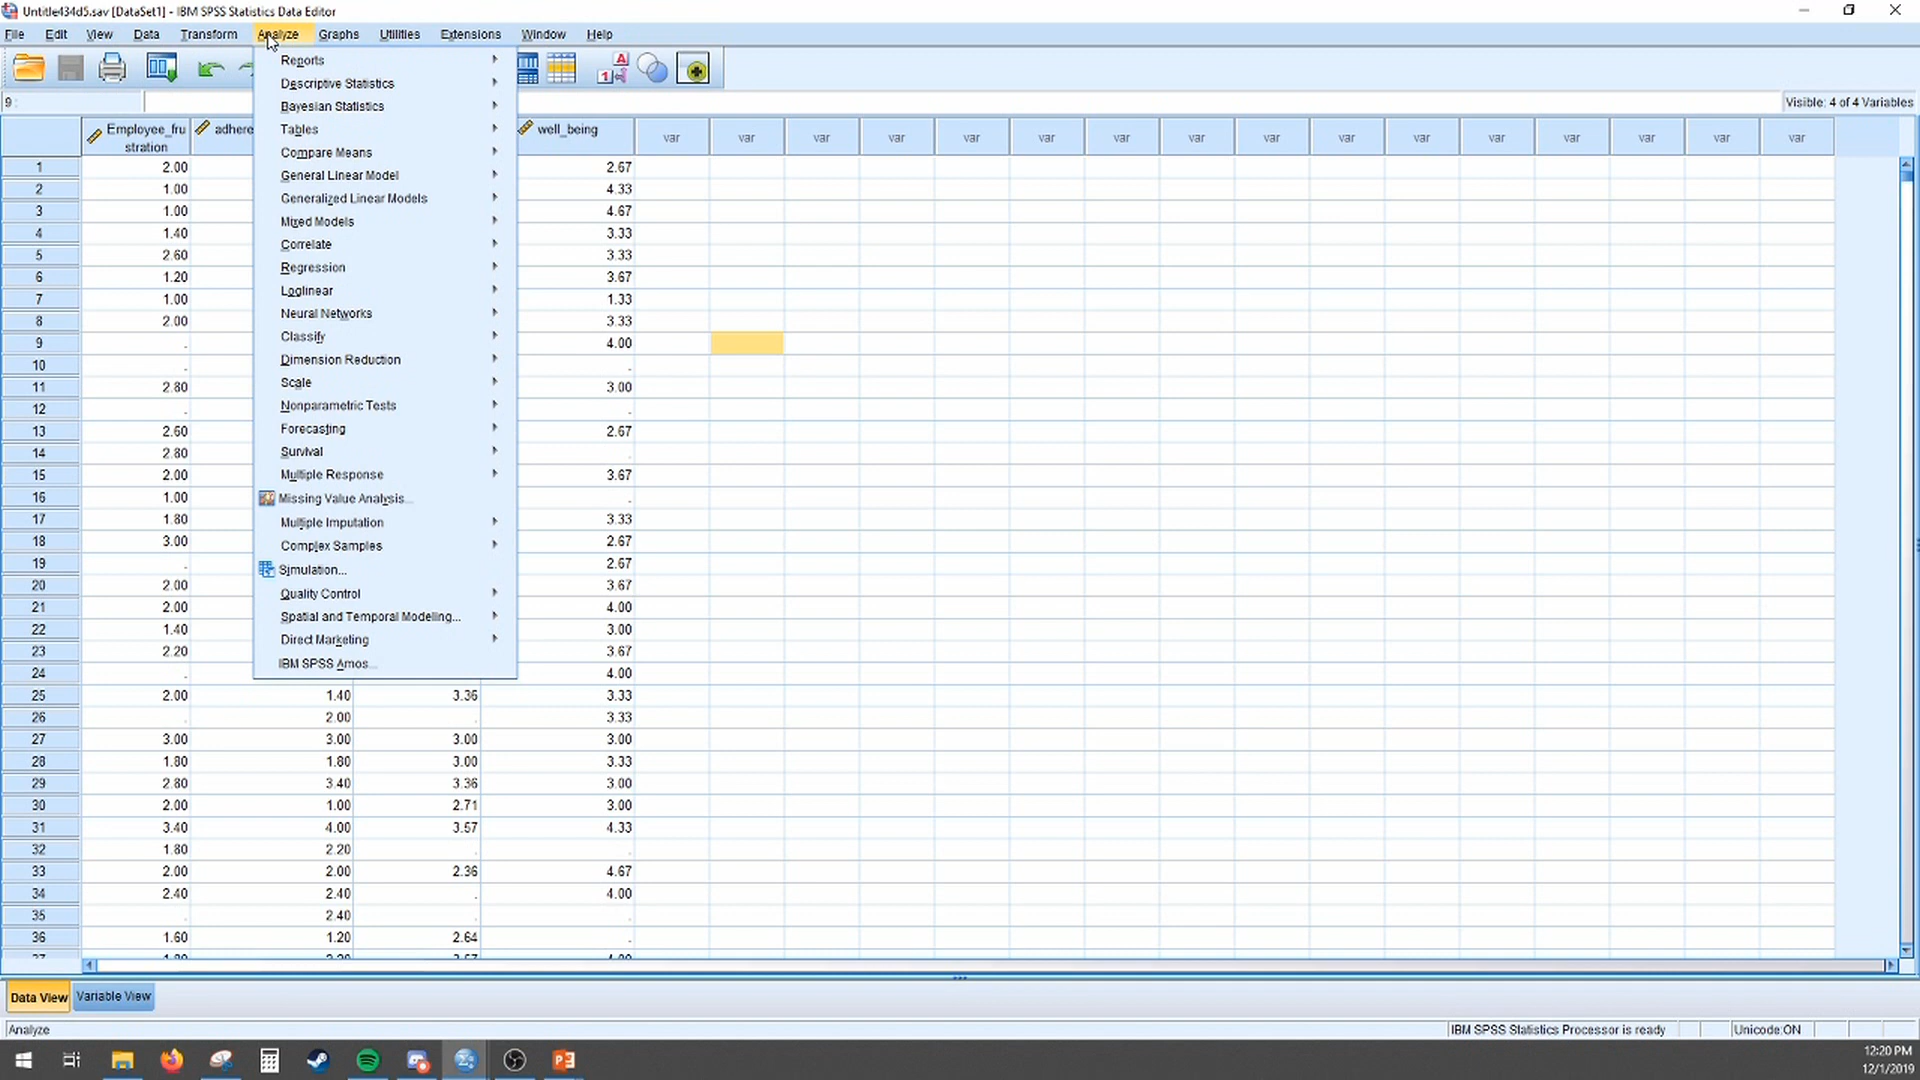 Untitle434d5.sav [DataSet1] - IBM SPSS Statistics Data Editor
File Edit View Data Transform Analyze Graphs Utilities Extensions Window Help
9 :
Visible: 4 of 4 Variables
Reports
Descriptive Statistics
Bayesian Statistics
Tables
Compare Means
General Linear Model
Generalized Linear Models
Mixed Models
Correlate
Regression
Loglinear
Neural Networks
Classify
Dimension Reduction
Scale
Nonparametric Tests
Forecasting
Survival
Multiple Response
Missing Value Analysis...
Multiple Imputation
Complex Samples
Simulation...
Quality Control
Spatial and Temporal Modeling...
Direct Marketing
IBM SPSS Amos...
Employee_fru
stration adhere well_being var var var var var var var var var var var var var var var var
1 2.00 2.67
2 1.00 4.33
3 1.00 4.67
4 1.40 3.33
5 2.60 3.33
6 1.20 3.67
7 1.00 1.33
8 2.00 3.33
9 . 4.00
10 .
11 2.80 3.00
12 . .
13 2.60 2.67
14 2.80 .
15 2.00 3.67
16 1.00 .
17 1.80 3.33
18 3.00 2.67
19 . 2.67
20 2.00 3.67
21 2.00 4.00
22 1.40 3.00
23 2.20 3.67
24 . 4.00
25 2.00 1.40 3.36 3.33
26 . 2.00 . 3.33
27 3.00 3.00 3.00 3.00
28 1.80 1.80 3.00 3.33
29 2.80 3.40 3.36 3.00
30 2.00 1.00 2.71 3.00
31 3.40 4.00 3.57 4.33
32 1.80 2.20 . .
33 2.00 2.00 2.36 4.67
34 2.40 2.40 . 4.00
35 . 2.40 . .
36 1.60 1.20 2.64 .
Data View Variable View
Analyze
IBM SPSS Statistics Processor is ready
Unicode:ON
12:20 PM
12/1/2019